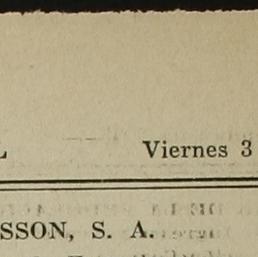 Viernes 3
SSON, S. A.